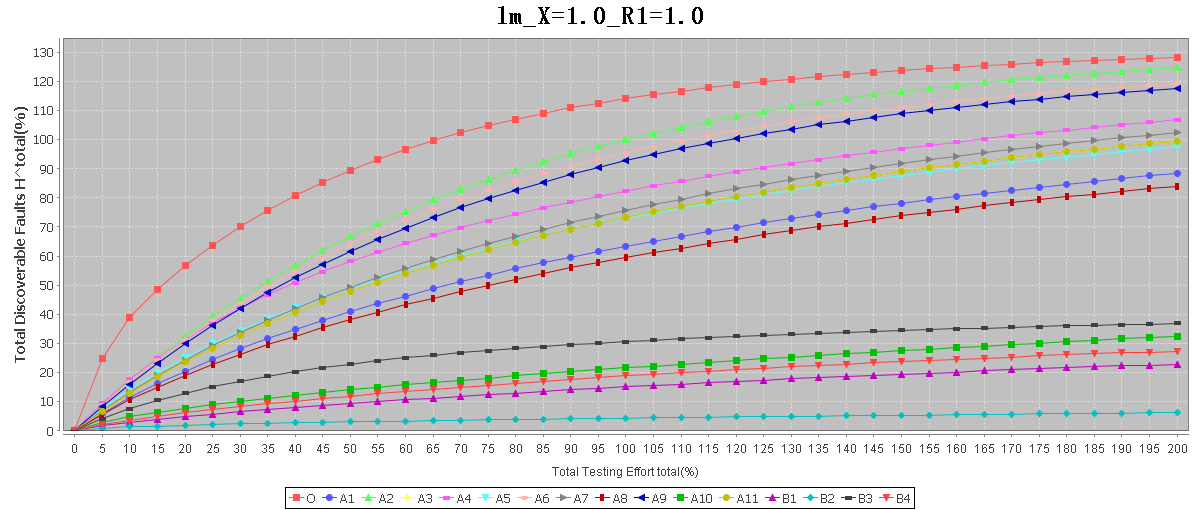 lm_X=1.0_R1=1.0
Total Discoverable Faults H^total(%)
130
120
110
100
90
80
70
60
50
40
30
20
10
0
0 5 10 15 20 25 30 35 40 45 50 55 60 65 70 75 80 85 90 95 100 105 110 115 120 125 130 135 140 145 150 155 160 165 170 175 180 185 190 195 200
Total Testing Effort total(%)
O A1 A2 A3 A4 A5 A6 A7 A8 A9 A10 A11 B1 B2 B3 B4